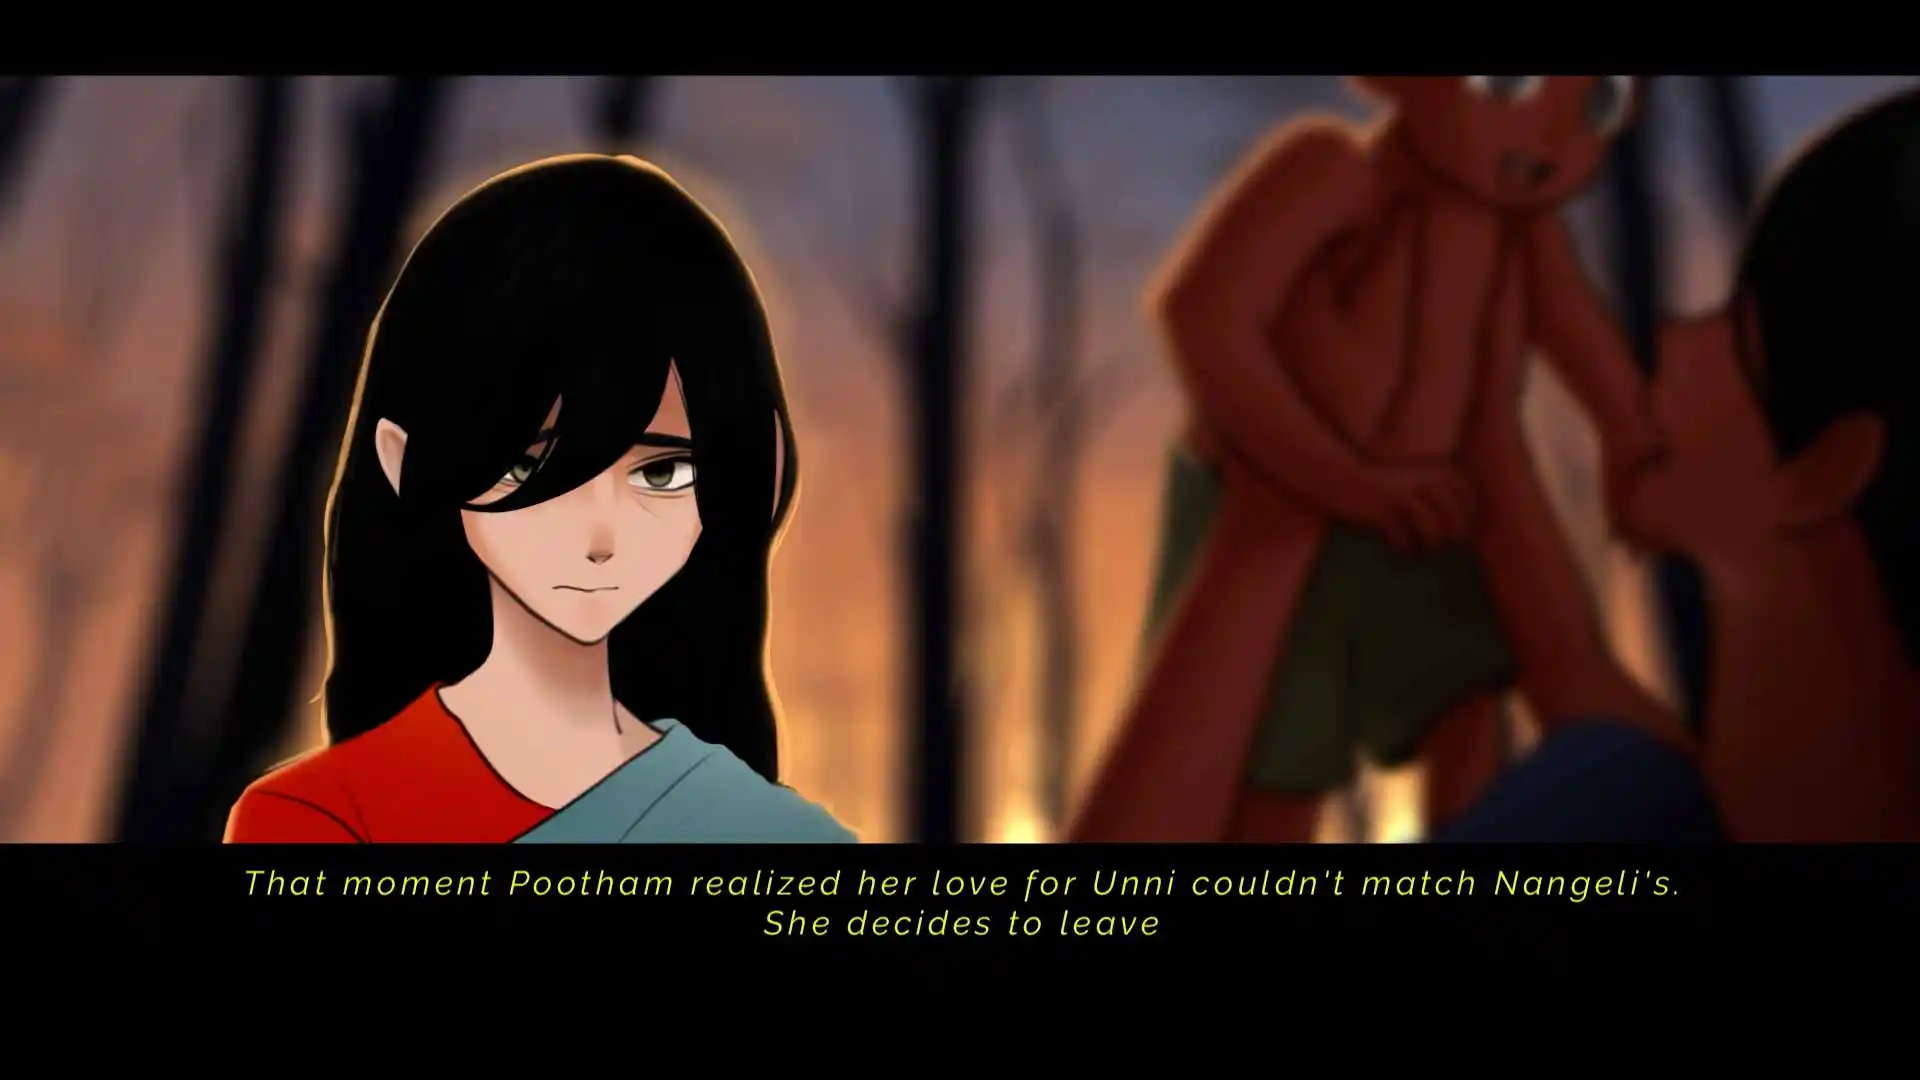 That moment Pootham realized her love for Unni couldn't match Nangeli's.
She decides to leave